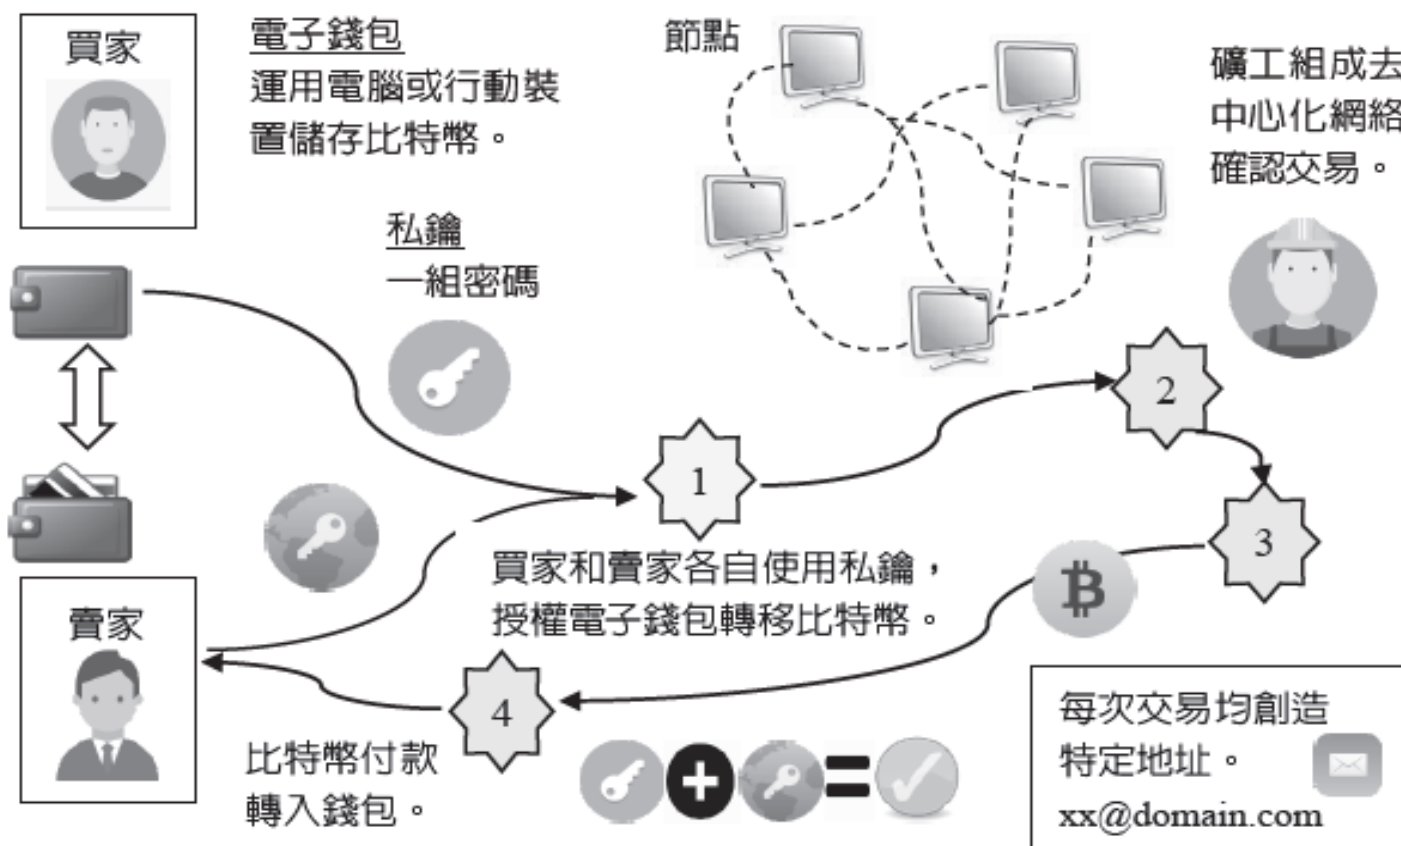 買家
電子錢包
運用電腦或行動裝
置儲存比特幣。
私鑰
一組密碼
節點
礦工組成去
中心化網絡
確認交易。
1
2
3
買家和賣家各自使用私鑰，
授權電子錢包轉移比特幣。
賣家
4
比特幣付款
轉入錢包。
每次交易均創造
特定地址。
xx@domain.com